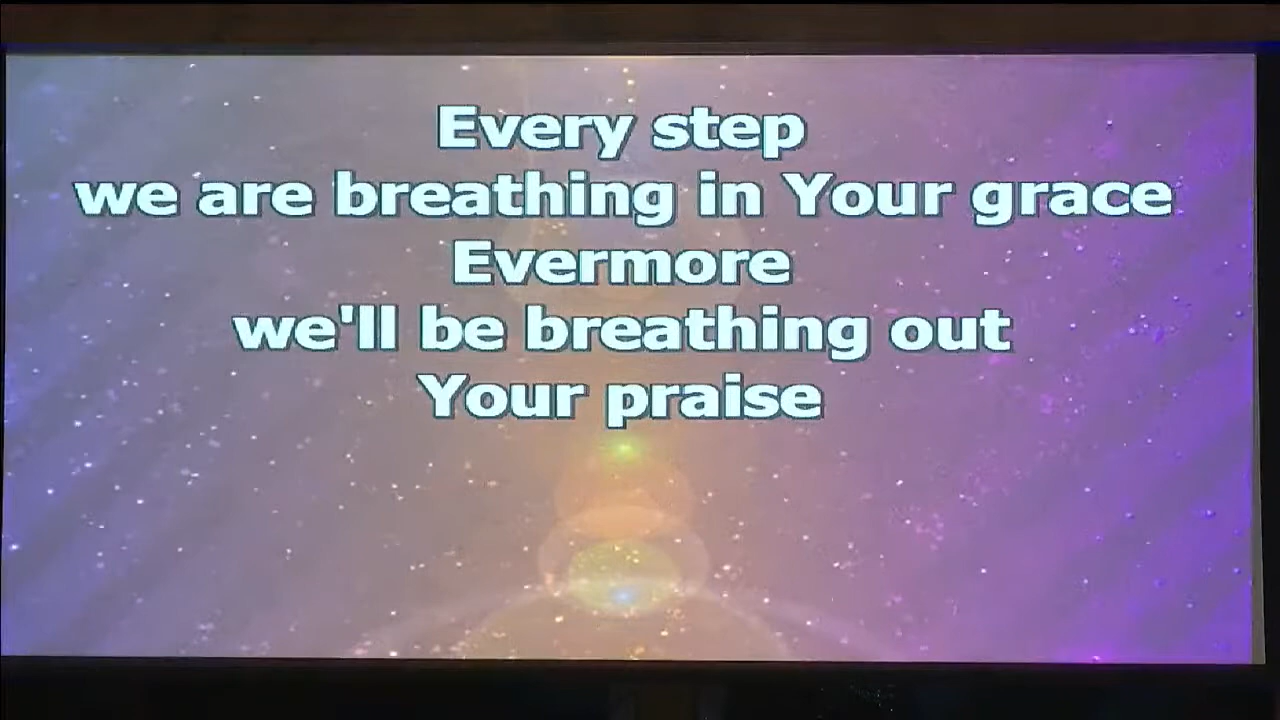 Every step
we are breathing in Your grace
Evermore
we'll be breathing out
Your praise